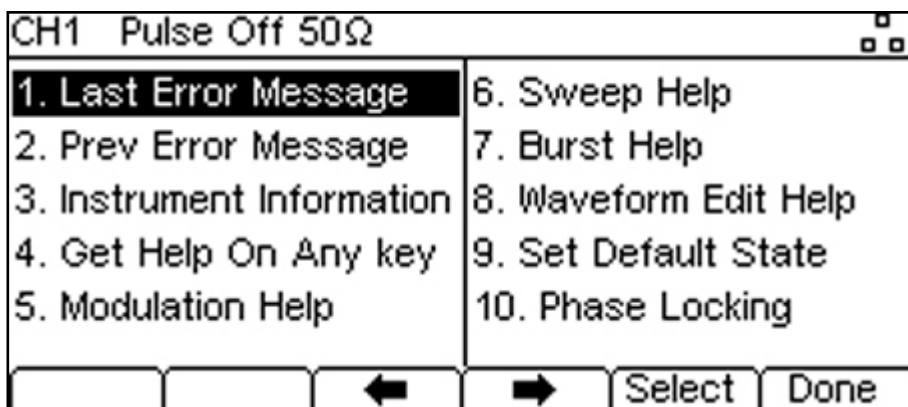 CH1 Pulse Off 50Ω
1. Last Error Message
2. Prev Error Message
3. Instrument Information
4. Get Help On Any key
5. Modulation Help
6. Sweep Help
7. Burst Help
8. Waveform Edit Help
9. Set Default State
10. Phase Locking
Select Done